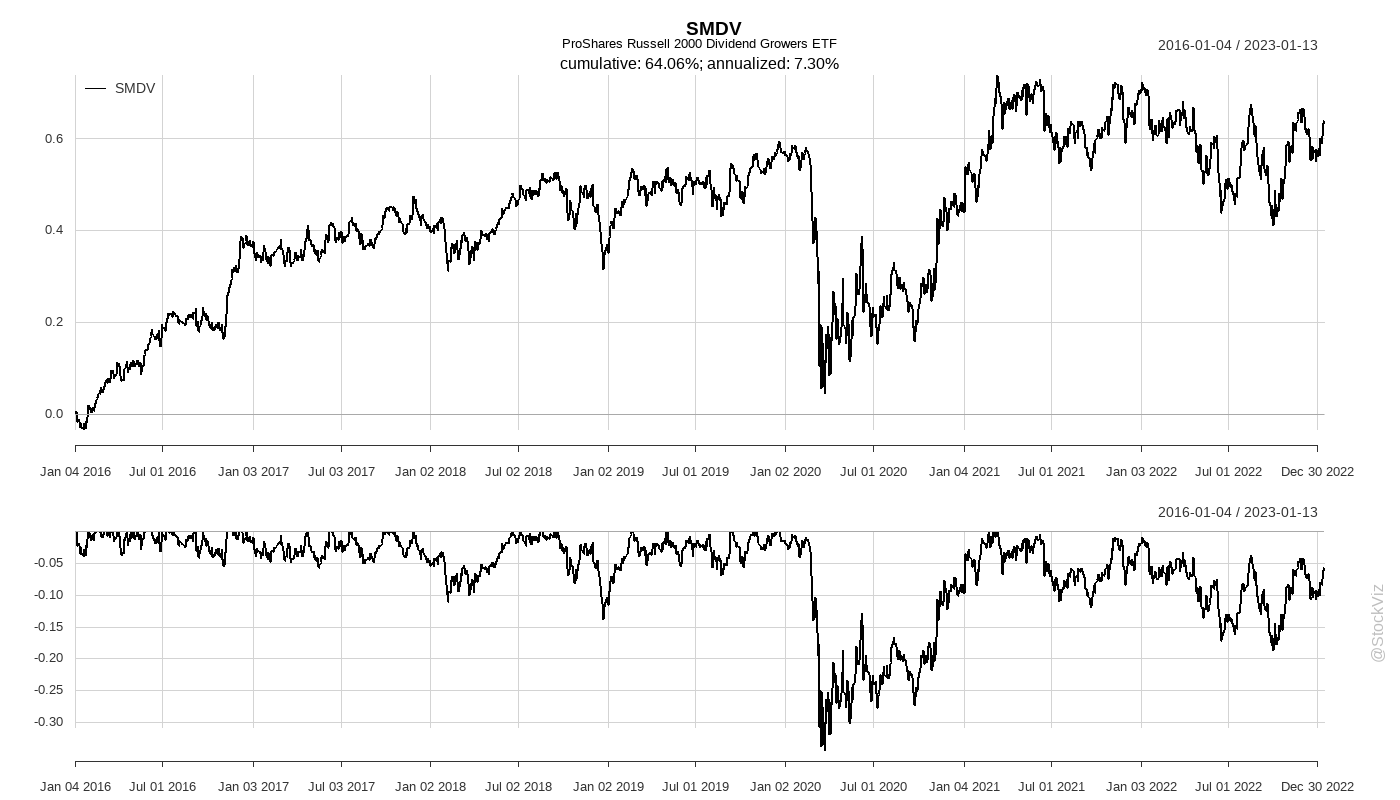 SMDV
ProShares Russell 2000 Dividend Growers ETF
2016-01-04 / 2023-01-13
cumulative: 64.06%; annualized: 7.30%
SMDV
0.6
0.4
0.2
0.0
Jan 04 2016 Jul 01 2016 Jan 03 2017 Jul 03 2017 Jan 02 2018 Jul 02 2018 Jan 02 2019 Jul 01 2019 Jan 02 2020 Jul 01 2020 Jan 04 2021 Jul 01 2021 Jan 03 2022 Jul 01 2022 Dec 30 2022
2016-01-04 / 2023-01-13
-0.05
-0.10
-0.15
-0.20
-0.25
-0.30
Jan 04 2016 Jul 01 2016 Jan 03 2017 Jul 03 2017 Jan 02 2018 Jul 02 2018 Jan 02 2019 Jul 01 2019 Jan 02 2020 Jul 01 2020 Jan 04 2021 Jul 01 2021 Jan 03 2022 Jul 01 2022 Dec 30 2022
@StockViz